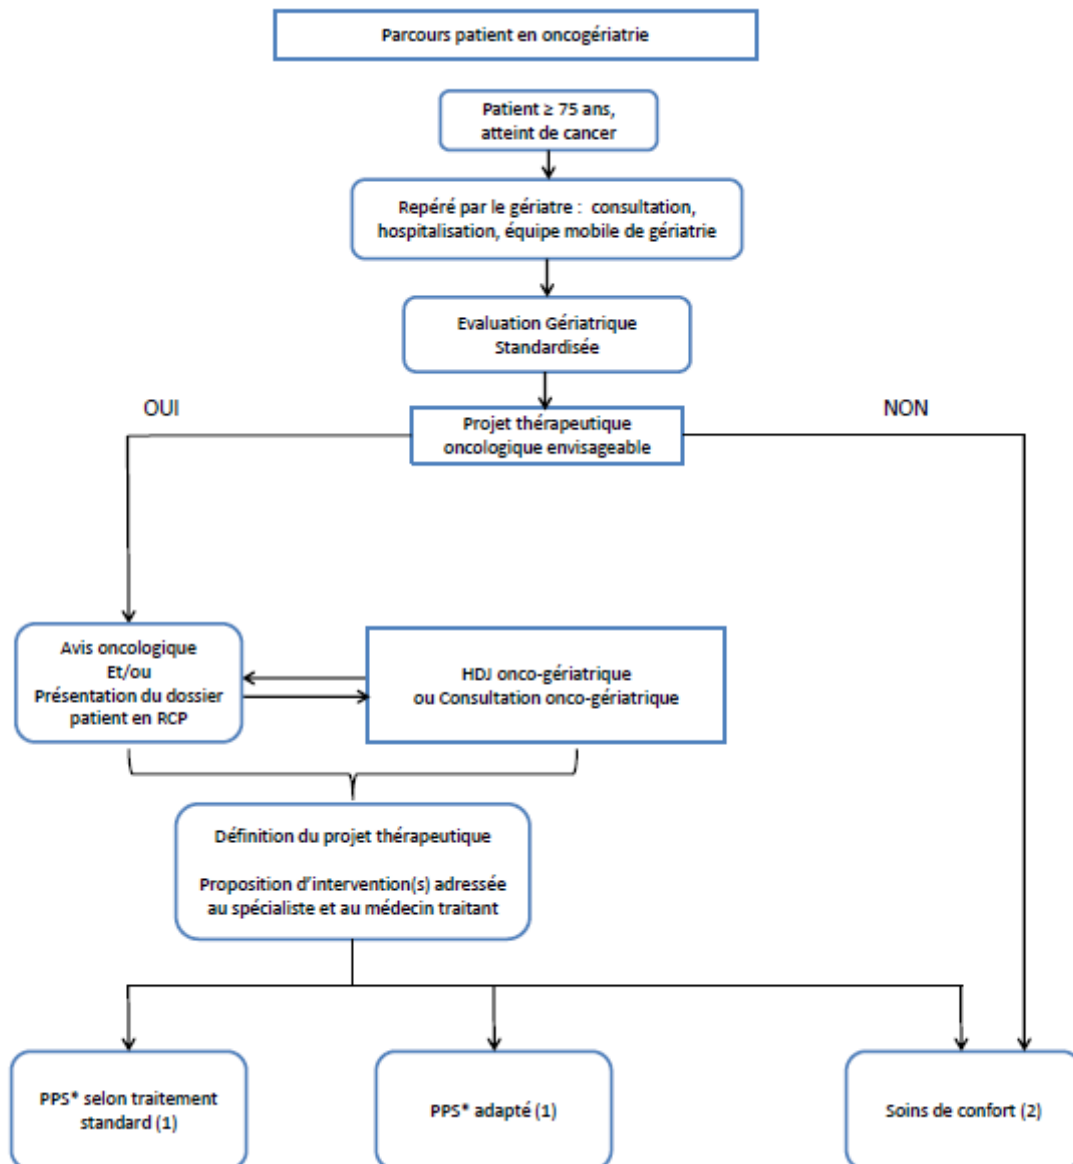 Parcours patient en oncogériatrie
Patient ≥ 75 ans,
atteint de cancer
Repéré par le gériatre : consultation,
hospitalisation, équipe mobile de gériatrie
Evaluation Gériatrique
Standardisée
OUI
NON
Projet thérapeutique
oncologique envisageable
Avis oncologique
Et/ou
Présentation du dossier
patient en RCP
HDJ onco-gériatrique
ou Consultation onco-gériatrique
Définition du projet thérapeutique
Proposition d'intervention(s) adressée
au spécialiste et au médecin traitant
PPS* selon traitement
standard (1)
PPS* adapté (1)
Soins de confort (2)